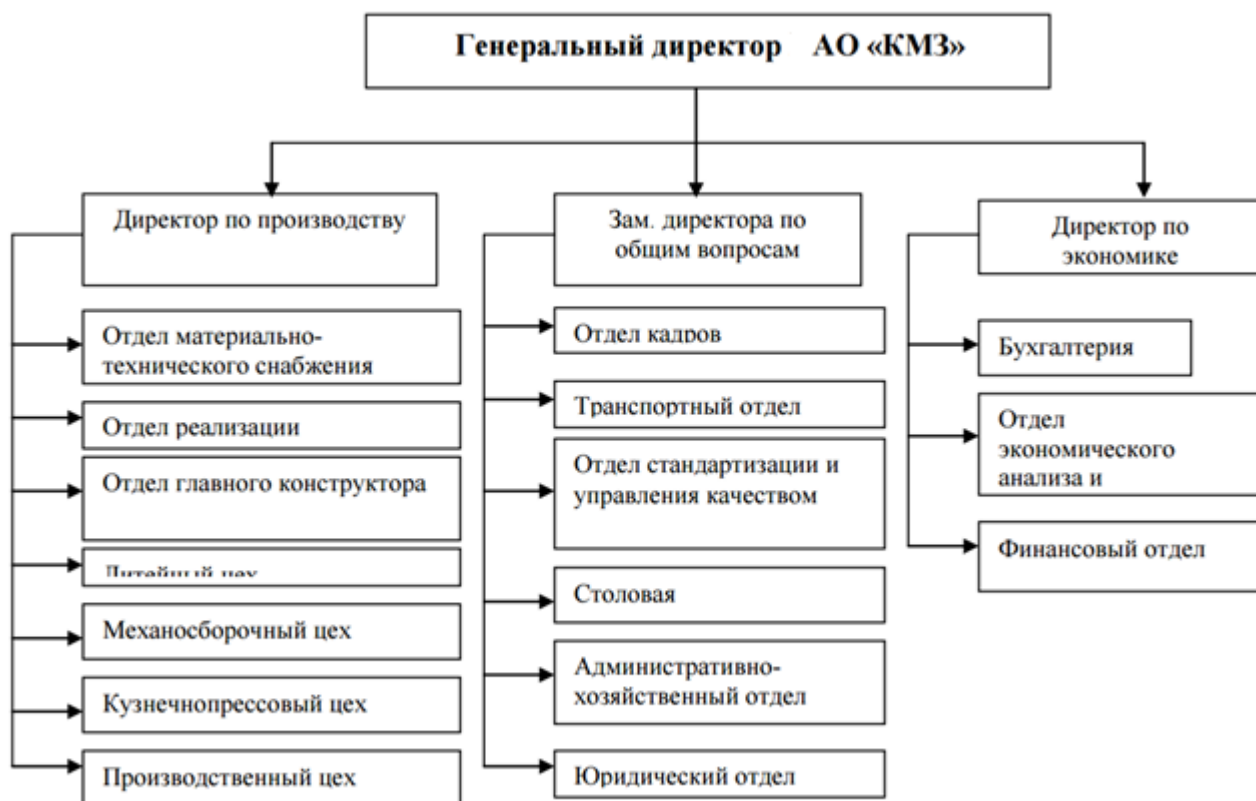 Генеральный директор АО «КМЗ»
Директор по производству
Отдел материально-
технического снабжения
Отдел реализации
Отдел главного конструктора
Литейный цех
Механосборочный цех
Кузнечнопрессовый цех
Производственный цех
Зам. директора по
общим вопросам
Отдел кадров
Транспортный отдел
Отдел стандартизации и
управления качеством
Столовая
Административно-
хозяйственный отдел
Юридический отдел
Директор по
экономике
Бухгалтерия
Отдел
экономического
анализа и
Финансовый отдел